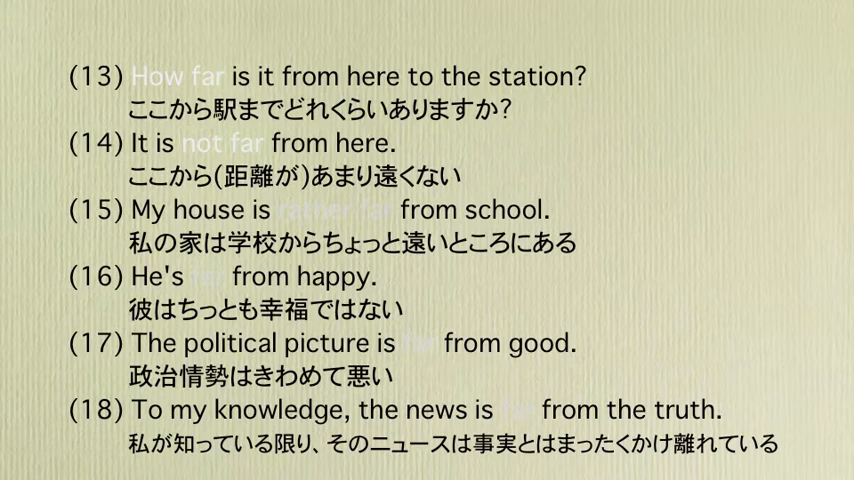 (13) How far is it from here to the station?
ここから駅までどれくらいありますか?
(14) It is not far from here.
ここから(距離が)あまり遠くない
(15) My house is rather far from school.
私の家は学校からちょっと遠いところにある
(16) He's far from happy.
彼はちっとも幸福ではない
(17) The political picture is far from good.
政治情勢はきわめて悪い
(18) To my knowledge, the news is far from the truth.
私が知っている限り、そのニュースは事実とはまったくかけ離れている